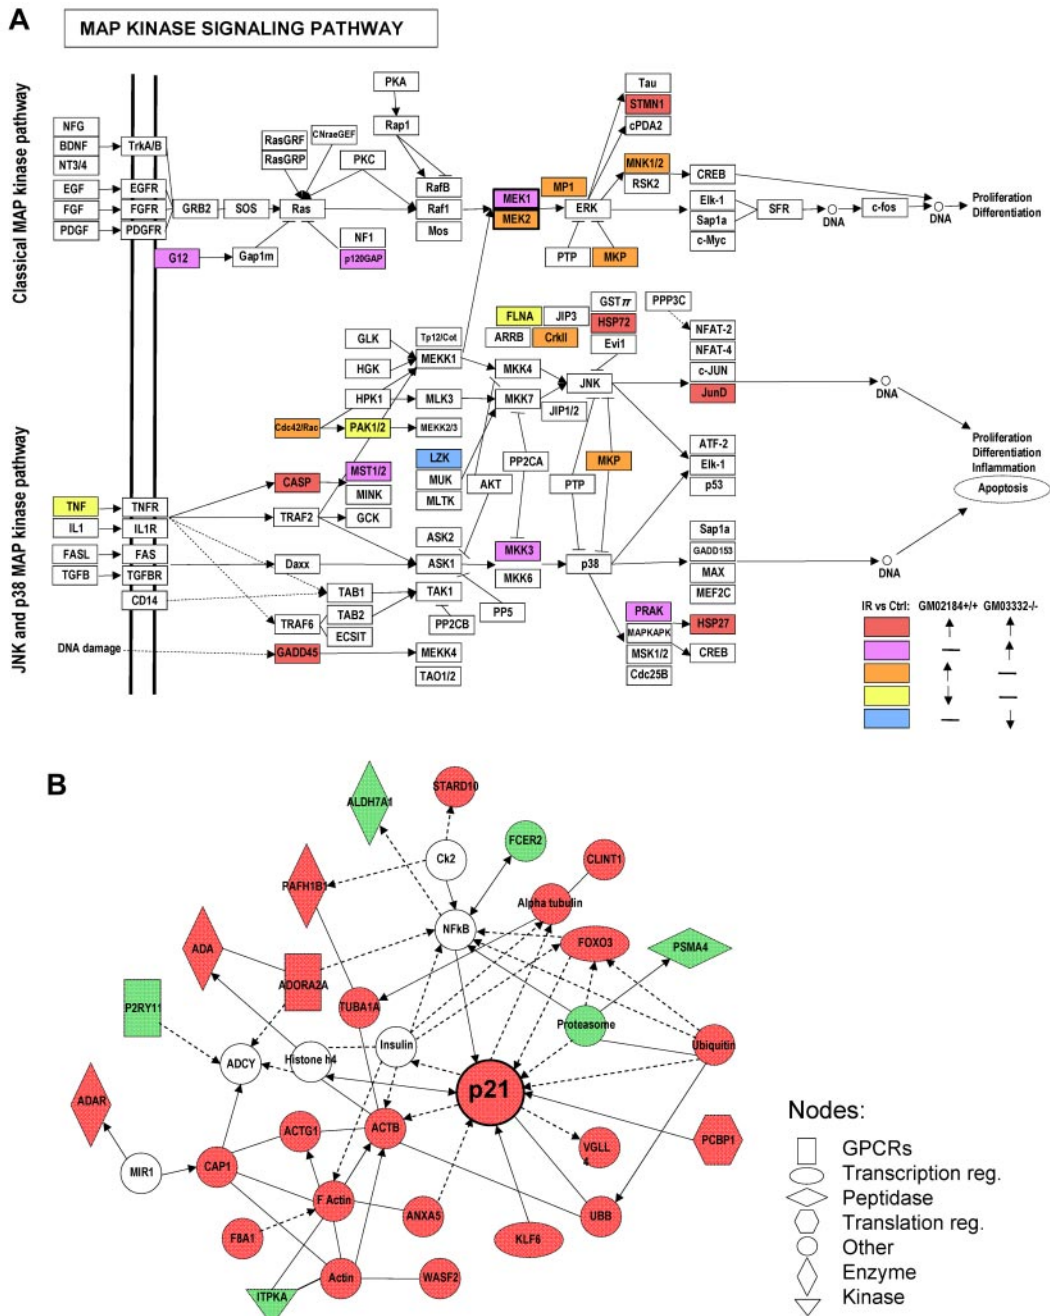 A
MAP KINASE SIGNALING PATHWAY
Classical MAP kinase pathway
NFG
BDNF
NT3/4
EGF
FGF
PDGF
TrkA/B
EGFR
FGFR
PDGFR
G12
GRB2
SOS
Gap1m
RasGRF
RasGRP
CNraeGEF
PKC
Ras
NF1
p120GAP
PKA
Rap1
RafB
Raf1
Mos
MEK1
MEK2
MP1
ERK
PTP
MKP
Tau
STMN1
cPDA2
MNK1/2
RSK2
CREB
Elk-1
Sap1a
c-Myc
SFR
DNA
c-fos
DNA
Proliferation
Differentiation
JNK and p38 MAP kinase pathway
TNF
IL1
FASL
TGFB
TNFR
IL1R
FAS
TGFBR
CD14
DNA damage
GLK
HGK
HPK1
Cdc42/Rac
PAK1/2
CASP
MST1/2
MINK
TRAF2
GCK
Daxx
TAB1
TRAF6
TAB2
ECSIT
GADD45
Tp12/Cot
MEKK1
MLK3
MEKK2/3
LZK
MUK
MLTK
ASK2
ASK1
TAK1
PP2CB
MEKK4
TAO1/2
FLNA
JIP3
ARRB
CrkII
GSTπ
HSP72
Evi1
PPP3C
MKK4
MKK7
JNK
JIP1/2
PP2CA
AKT
PTP
MKP
MKK3
MKK6
PP5
p38
NFAT-2
NFAT-4
c-JUN
JunD
DNA
ATF-2
Elk-1
p53
Sap1a
GADD153
MAX
MEF2C
DNA
Proliferation
Differentiation
Inflammation
Apoptosis
PRAK
MAPKAPK
MSK1/2
Cdc25B
HSP27
CREB
IR vs Ctrl: GM02184+/+ GM03332-/-
B
ALDH7A1
STARD10
Ck2
FCER2
CLINT1
PAFH1B1
Alpha tubulin
NFkB
FOXO3
PSMA4
ADA
ADORA2A
P2RY11
TUBA1A
Proteasome
Insulin
Ubiquitin
ADCY
Histone h4
p21
ADAR
ACTG1
ACTB
VGLL
4
PCBP1
MIR1
CAP1
F Actin
ANXA5
UBB
F8A1
KLF6
Actin
WASF2
ITPKA
Nodes:
GPCRs
Transcription reg.
Peptidase
Translation reg.
Other
Enzyme
Kinase